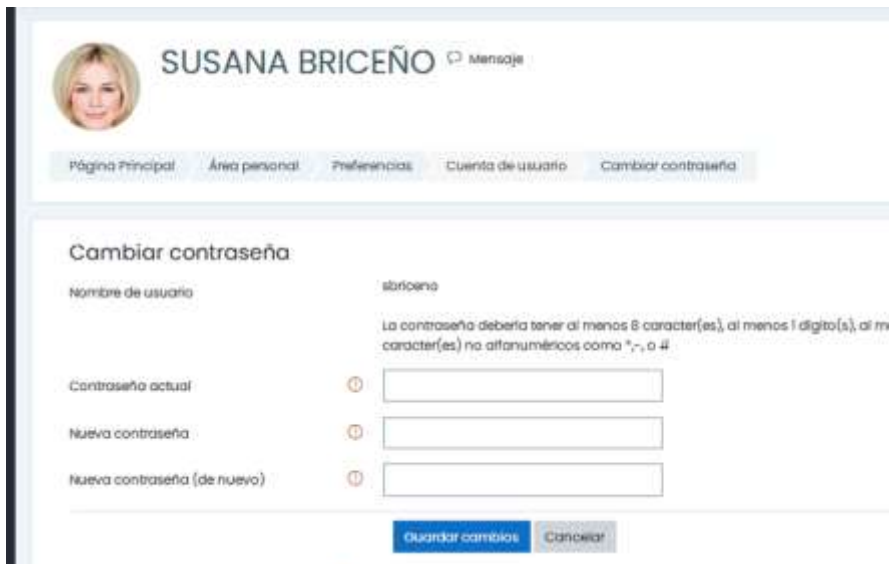 SUSANA BRICEÑO Mensaje
Página Principal Área personal Preferencias Cuenta de usuario Cambiar contraseña
Cambiar contraseña
Nombre de usuario sbriceno
La contraseña debería tener al menos 8 caracter(es), al menos 1 dígito(s), al
caracter(es) no alfanuméricos como *,-, o #
Contraseña actual
Nueva contraseña
Nueva contraseña (de nuevo)
Guardar cambios Cancelar